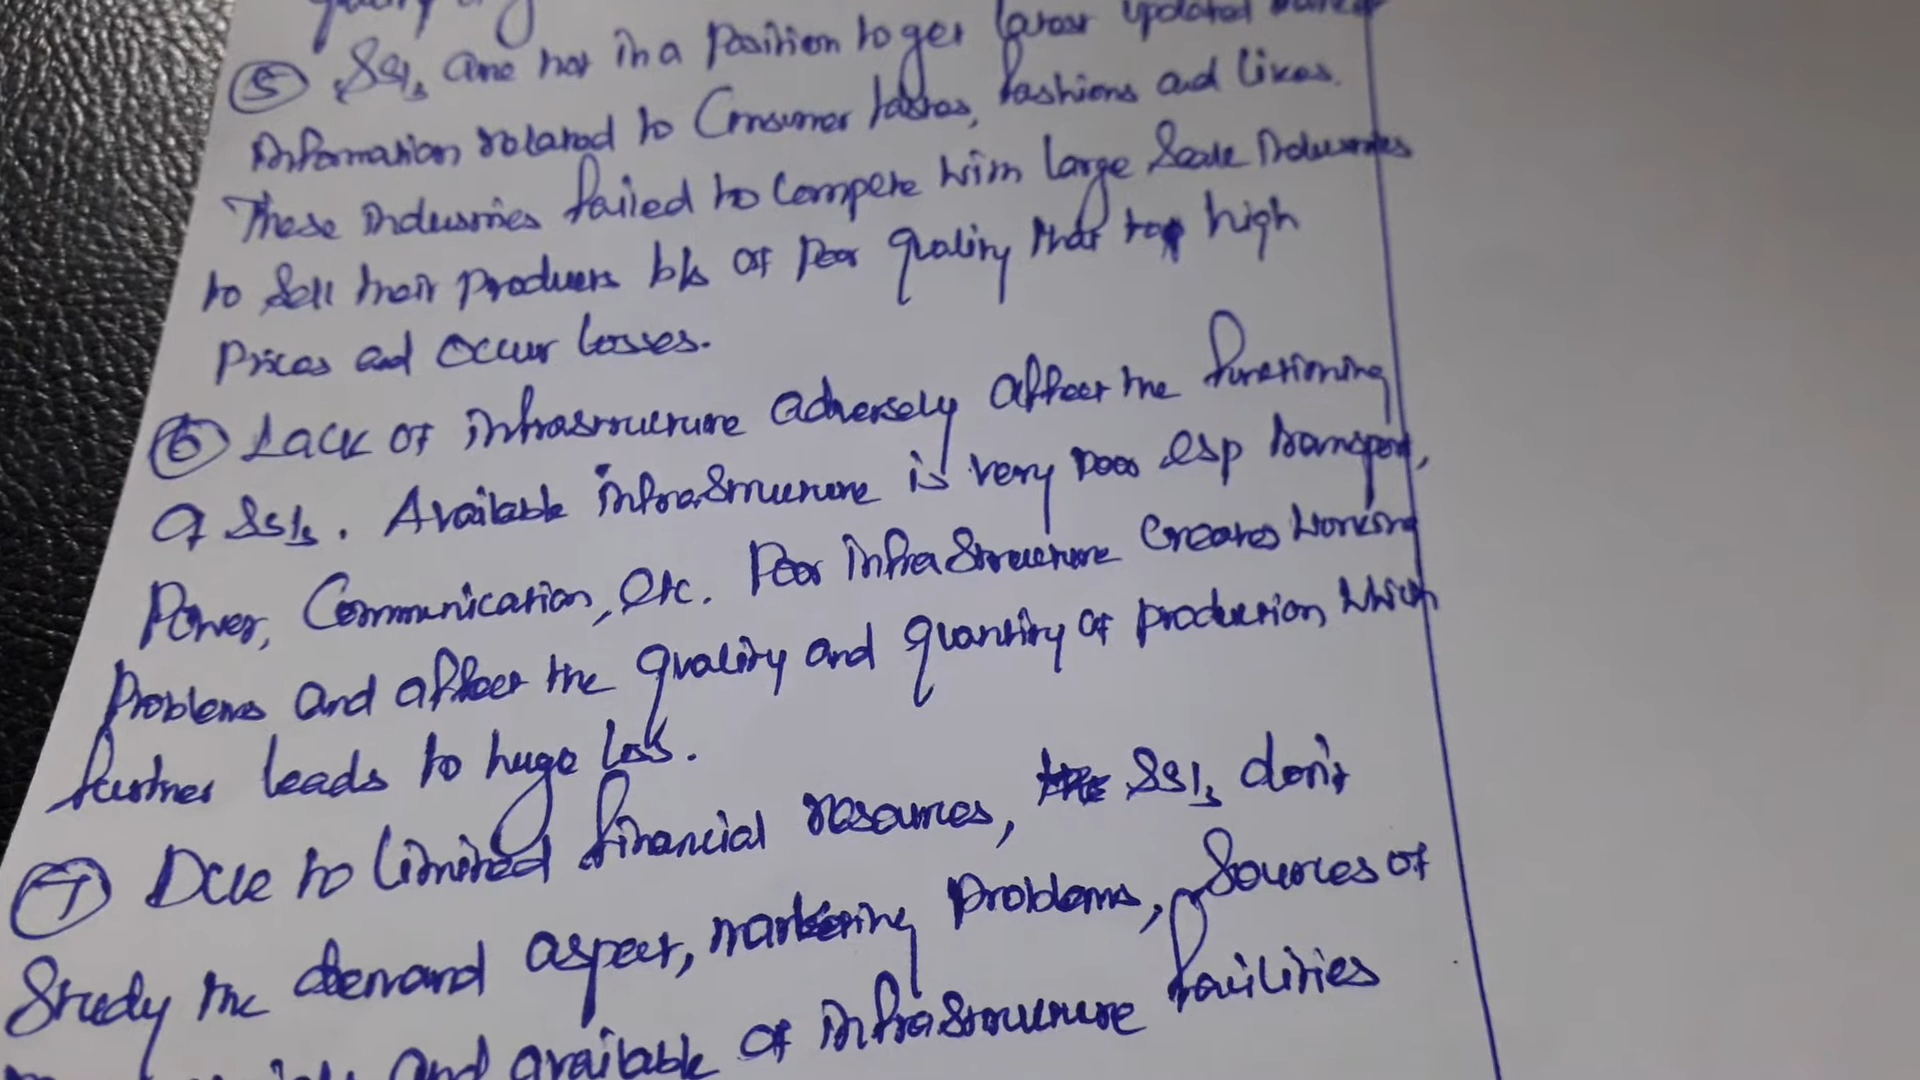 quality
⑤ SSIs are not in a position to get latest updated market
Information related to Consumer tastes, fashions and likes.
These industries failed to compete with large Scale Industries
to Sell their products b/s of Poor quality that top high
Prices and Occur losses.
⑥ Lack of infrastructure adversely affect the functioning
of SSIs. Available infrastructure is very poor esp transport,
Power, Communication, etc. Poor infrastructure Creates Working
Problems and affect the quality and quantity of production which
further leads to huge loss.
⑦ Due to limited financial resources, the SSIs don't
Study the demand aspect, marketing Problems, Sources of
and available of infrastructure facilities